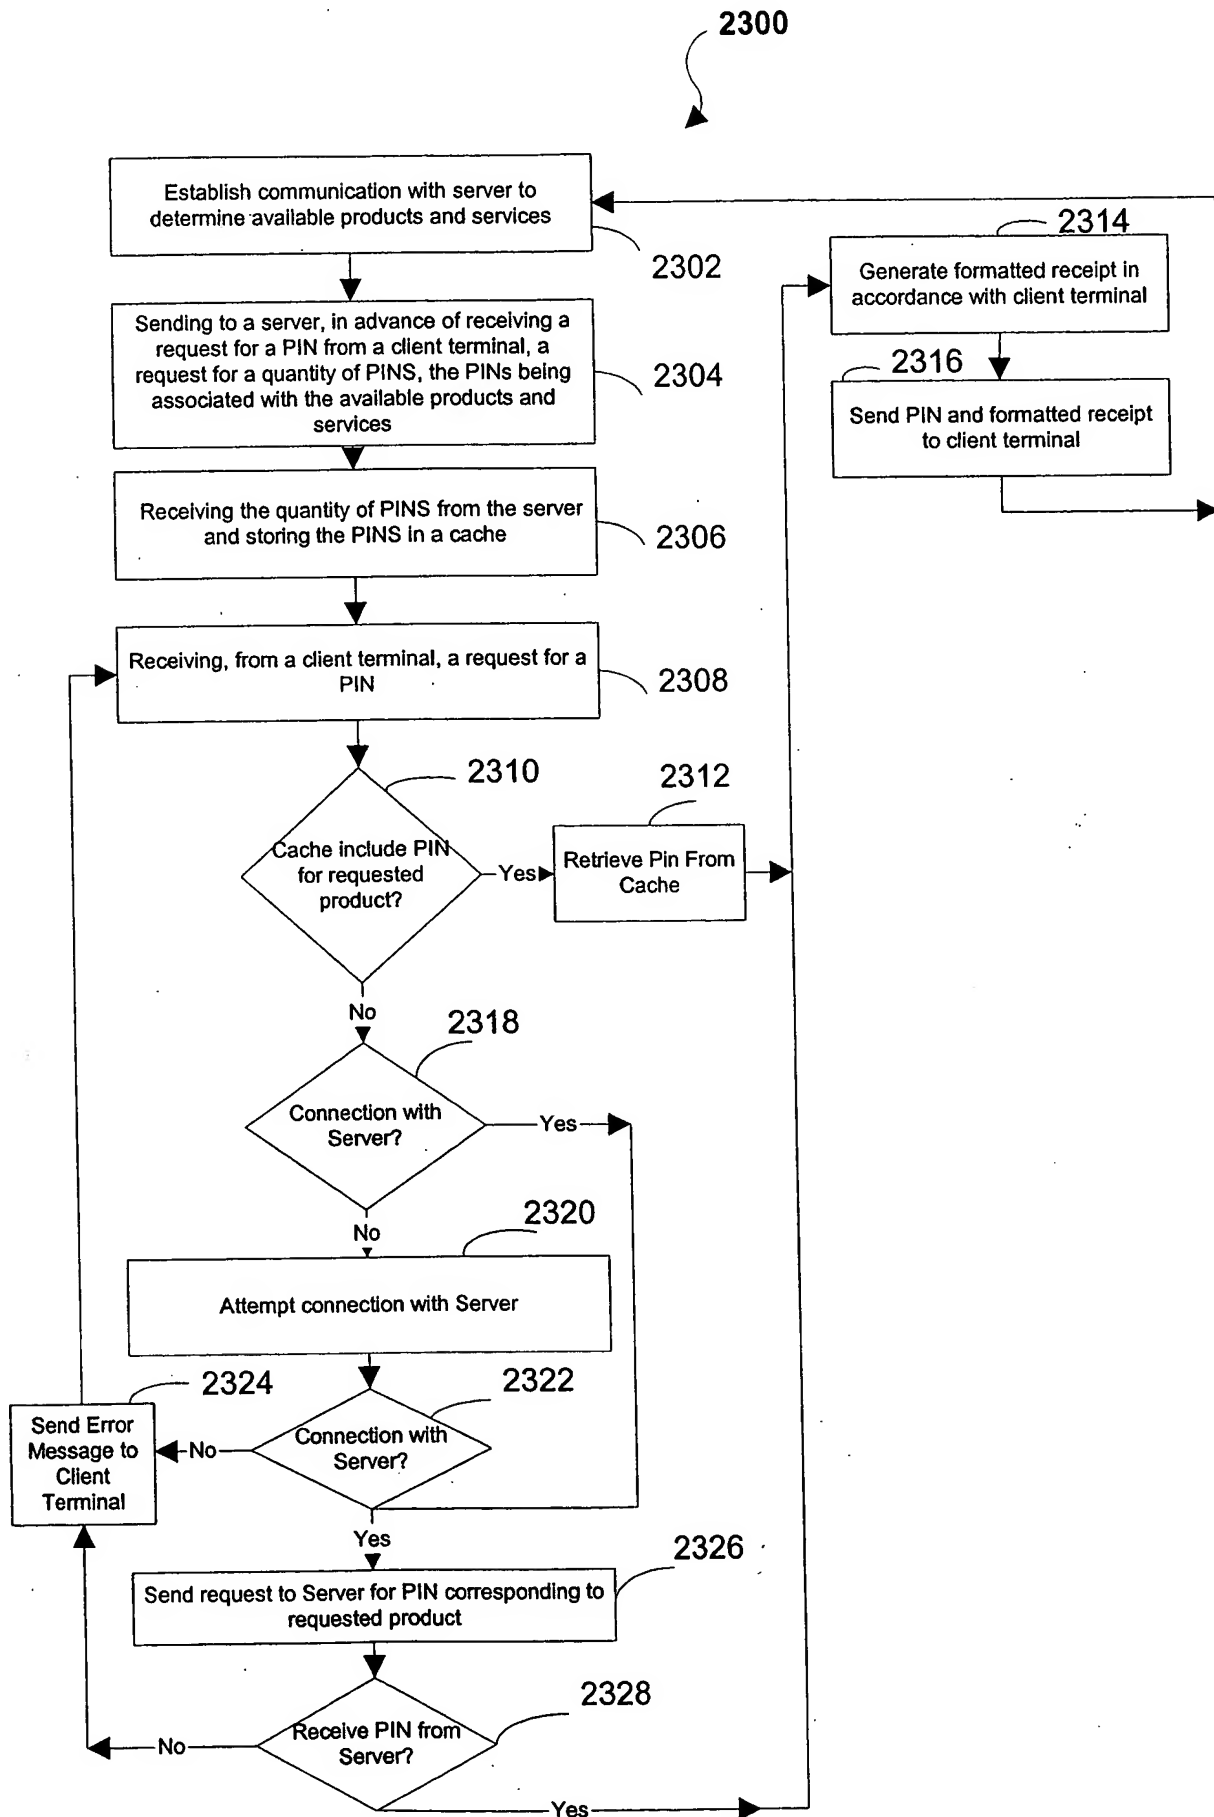 2300
Establish communication with server to
determine available products and services
2302
2314
Generate formatted receipt in
accordance with client terminal
Sending to a server, in advance of receiving a
request for a PIN from a client terminal, a
request for a quantity of PINS, the PINs being
associated with the available products and
services
2304
2316
Send PIN and formatted receipt
to client terminal
Receiving the quantity of PINS from the server
and storing the PINS in a cache
2306
Receiving, from a client terminal, a request for a
PIN
2308
2310
Cache include PIN
for requested
product?
Yes
2312
Retrieve Pin From
Cache
No
2318
Connection with
Server?
Yes
No
2320
Attempt connection with Server
2324
Send Error
Message to
Client
Terminal
No
2322
Connection with
Server?
Yes
2326
Send request to Server for PIN corresponding to
requested product
2328
Receive PIN from
Server?
No
Yes